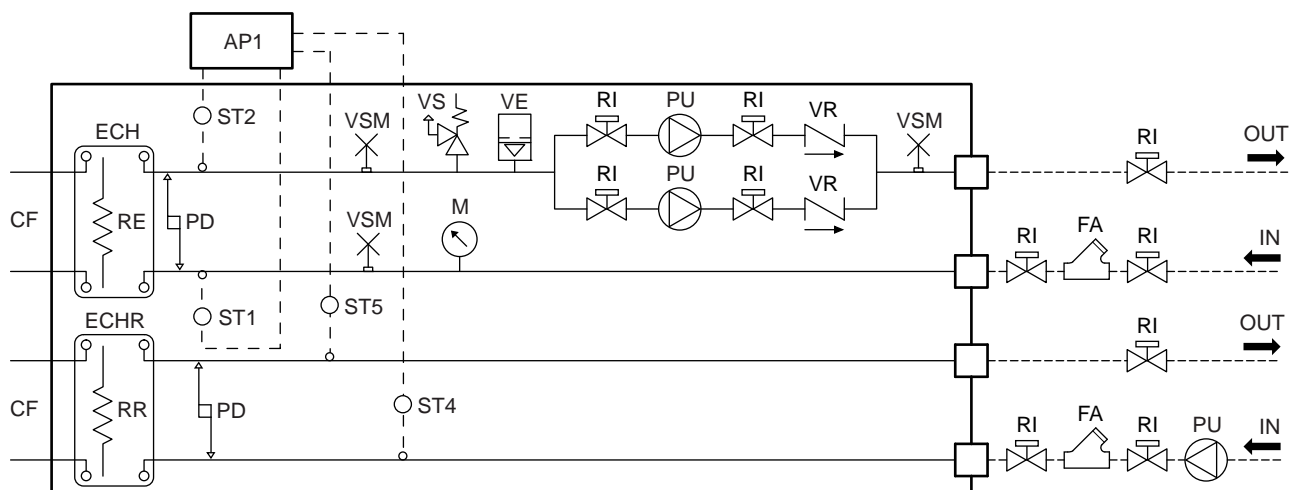 AP1
ST2 VS VE RI PU RI VR
ECH VSM VSM RI OUT
CF RE PD RI PU RI VR
VSM M RI FA RI IN
ST1 ST5
ECHR RI OUT
CF RR PD ST4
RI FA RI PU IN